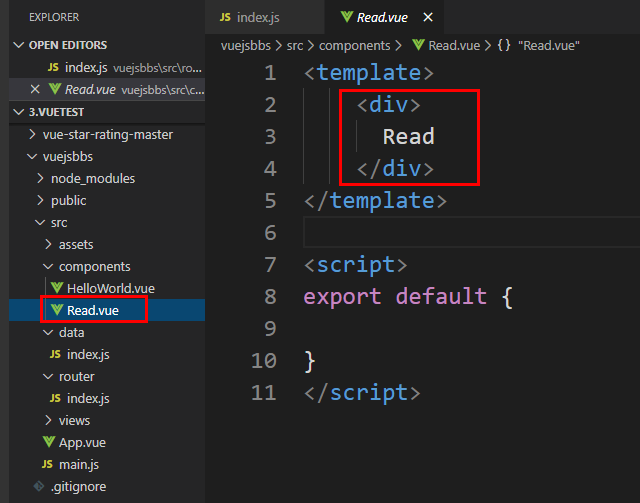 EXPLORER
OPEN EDITORS
JS index.js vuejsbbs\src\ro...
Read.vue vuejsbbs\src\c...
3.VUETEST
vue-star-rating-master
vuejsbbs
node_modules
public
src
assets
components
HelloWorld.vue
Read.vue
data
JS index.js
router
JS index.js
views
App.vue
JS main.js
.gitignore
JS index.js
Read.vue
vuejsbbs > src > components > Read.vue > {} "Read.vue"
1 <template>
2 <div>
3 Read
4 </div>
5 </template>
6
7 <script>
8 export default {
9
10 }
11 </script>